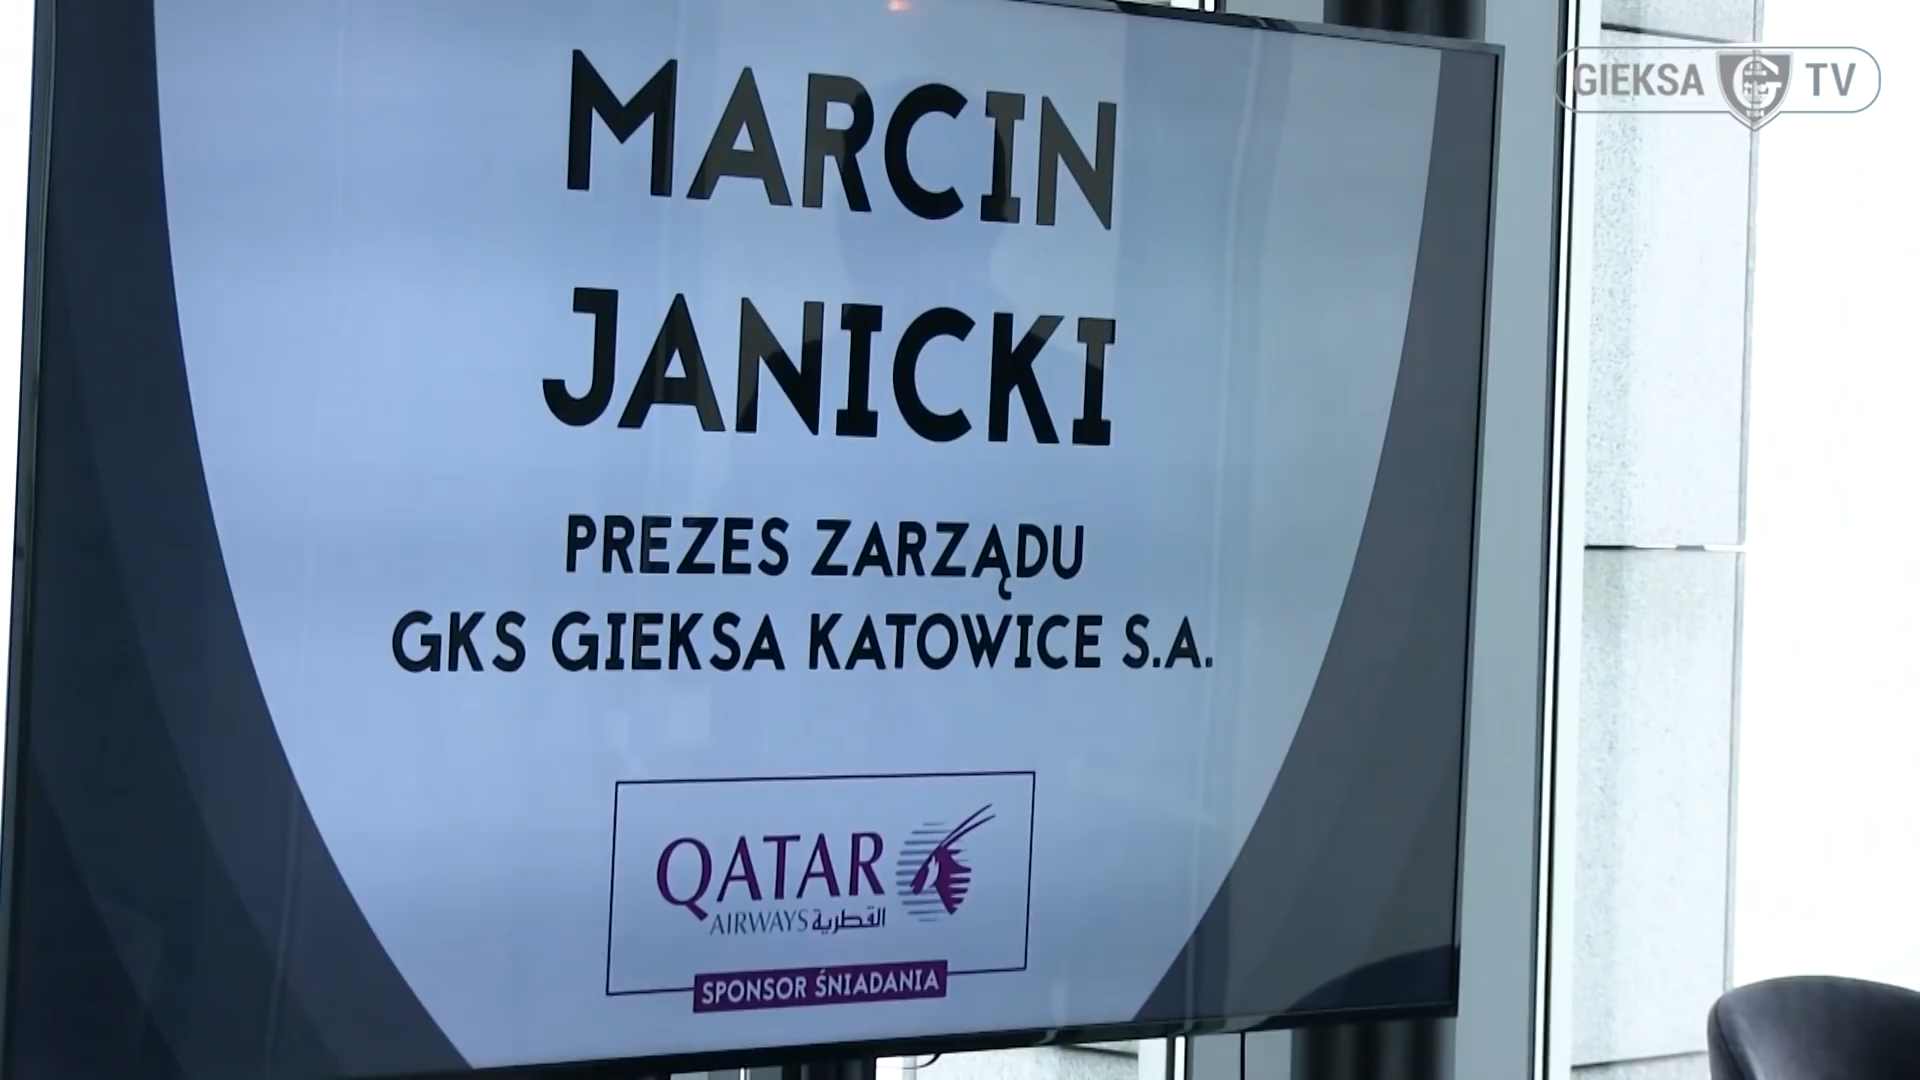 GIEKSA TV
MARCIN
JANICKI
PREZES ZARZĄDU
GKS GIEKSA KATOWICE S.A.
QATAR
AIRWAYS القطرية
SPONSOR ŚNIADANIA